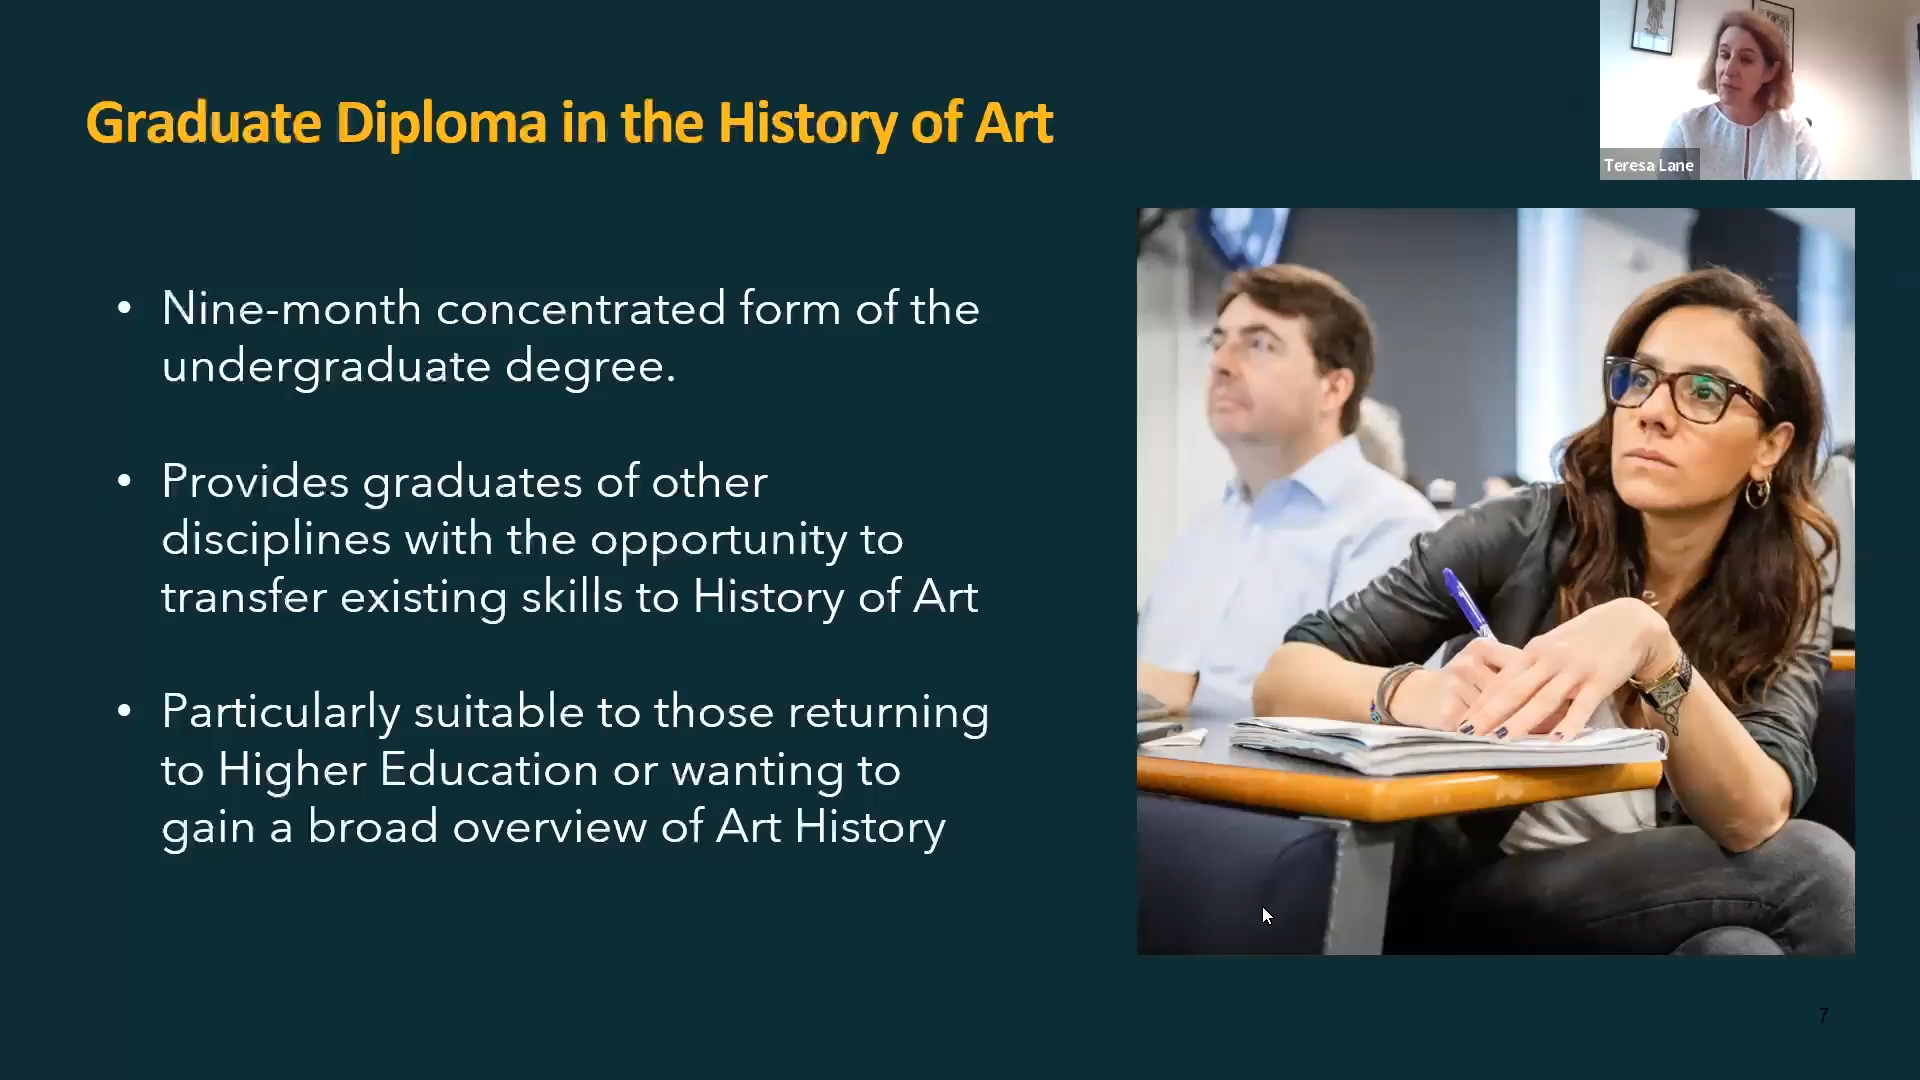 Graduate Diploma in the History of Art
Teresa Lane
• Nine-month concentrated form of the
undergraduate degree.
• Provides graduates of other
disciplines with the opportunity to
transfer existing skills to History of Art
• Particularly suitable to those returning
to Higher Education or wanting to
gain a broad overview of Art History
7